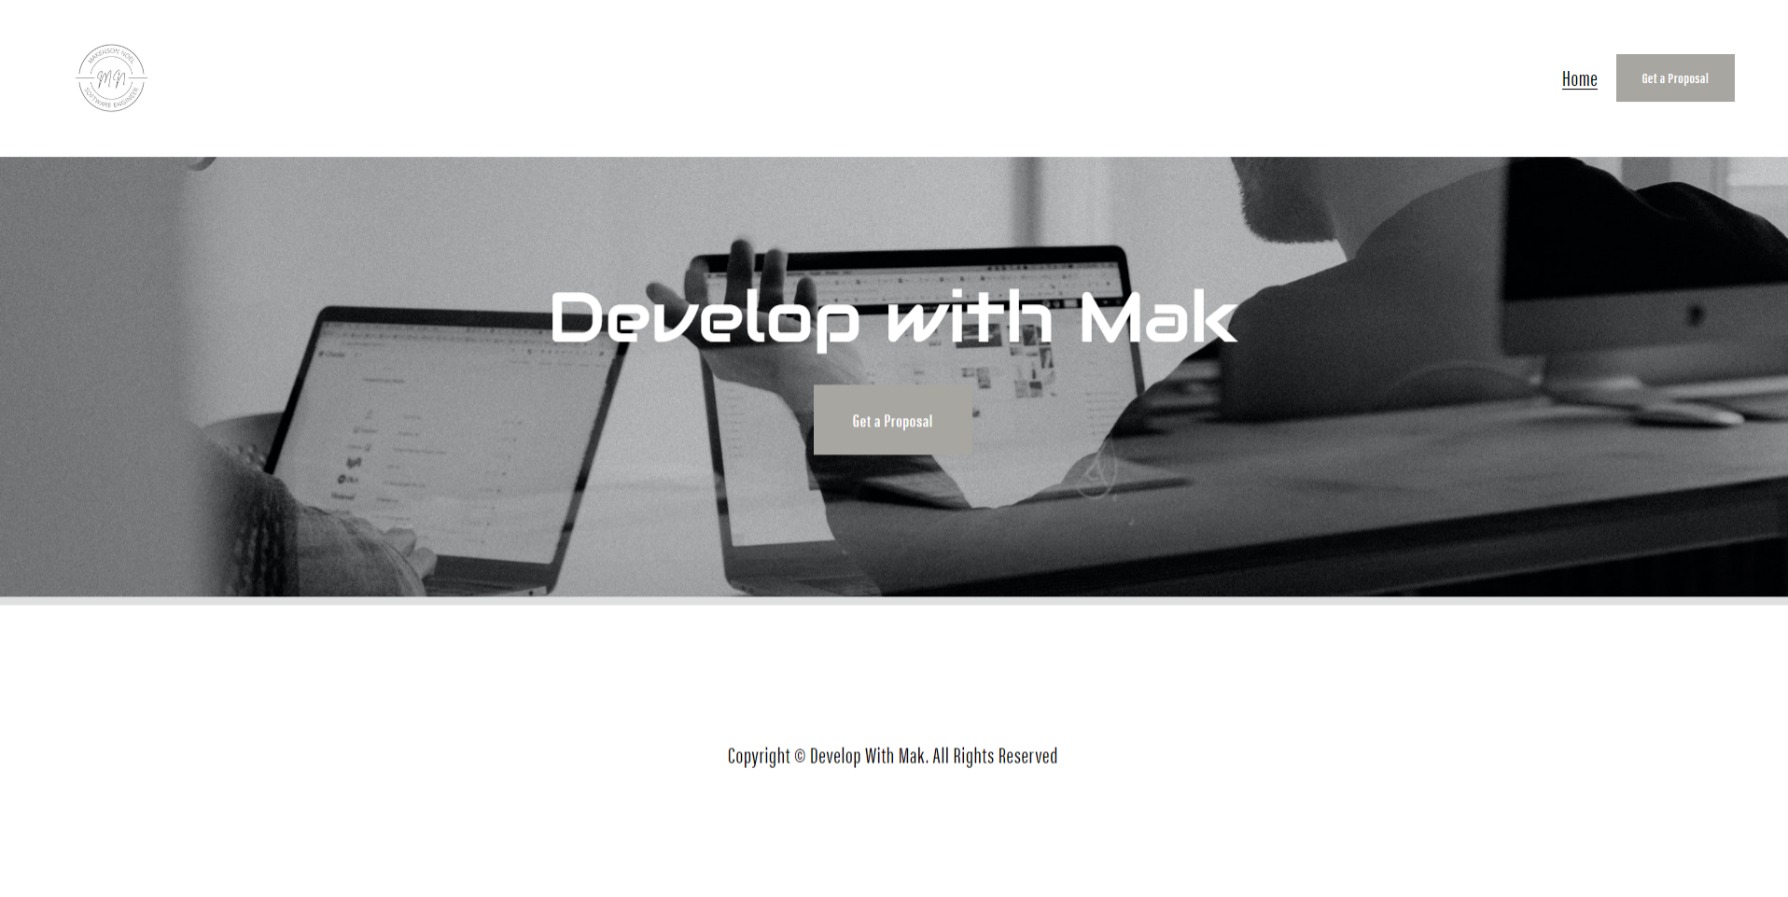 MAKENSON NOEL
MN
SOFTWARE ENGINEER
Home
Get a Proposal
Develop with Mak
Get a Proposal
Copyright © Develop With Mak. All Rights Reserved